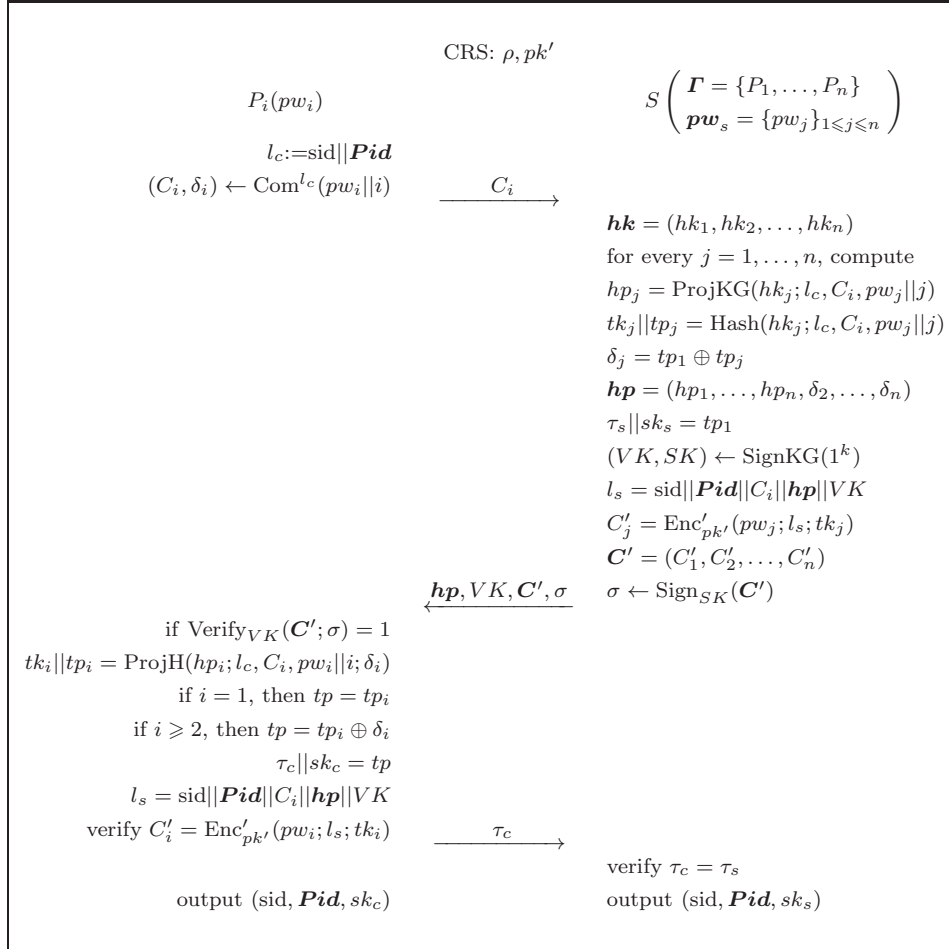 CRS: ρ, pk′
P_i(pw_i)
S ( Γ = {P_1, . . . , P_n}
pw_s = {pw_j}_{1⩽j⩽n} )
l_c:=sid||Pid
(C_i, δ_i) ← Com^{l_c}(pw_i||i)
C_i
hk = (hk_1, hk_2, . . . , hk_n)
for every j = 1, . . . , n, compute
hp_j = ProjKG(hk_j; l_c, C_i, pw_j||j)
tk_j||tp_j = Hash(hk_j; l_c, C_i, pw_j||j)
δ_j = tp_1 ⊕ tp_j
hp = (hp_1, . . . , hp_n, δ_2, . . . , δ_n)
τ_s||sk_s = tp_1
(VK, SK) ← SignKG(1^k)
l_s = sid||Pid||C_i||hp||VK
C′_j = Enc′_{pk′}(pw_j; l_s; tk_j)
C′ = (C′_1, C′_2, . . . , C′_n)
hp, VK, C′, σ
σ ← Sign_{SK}(C′)
if Verify_{VK}(C′; σ) = 1
tk_i||tp_i = ProjH(hp_i; l_c, C_i, pw_i||i; δ_i)
if i = 1, then tp = tp_i
if i ⩾ 2, then tp = tp_i ⊕ δ_i
τ_c||sk_c = tp
l_s = sid||Pid||C_i||hp||VK
verify C′_i = Enc′_{pk′}(pw_i; l_s; tk_i)
τ_c
verify τ_c = τ_s
output (sid, Pid, sk_c)
output (sid, Pid, sk_s)